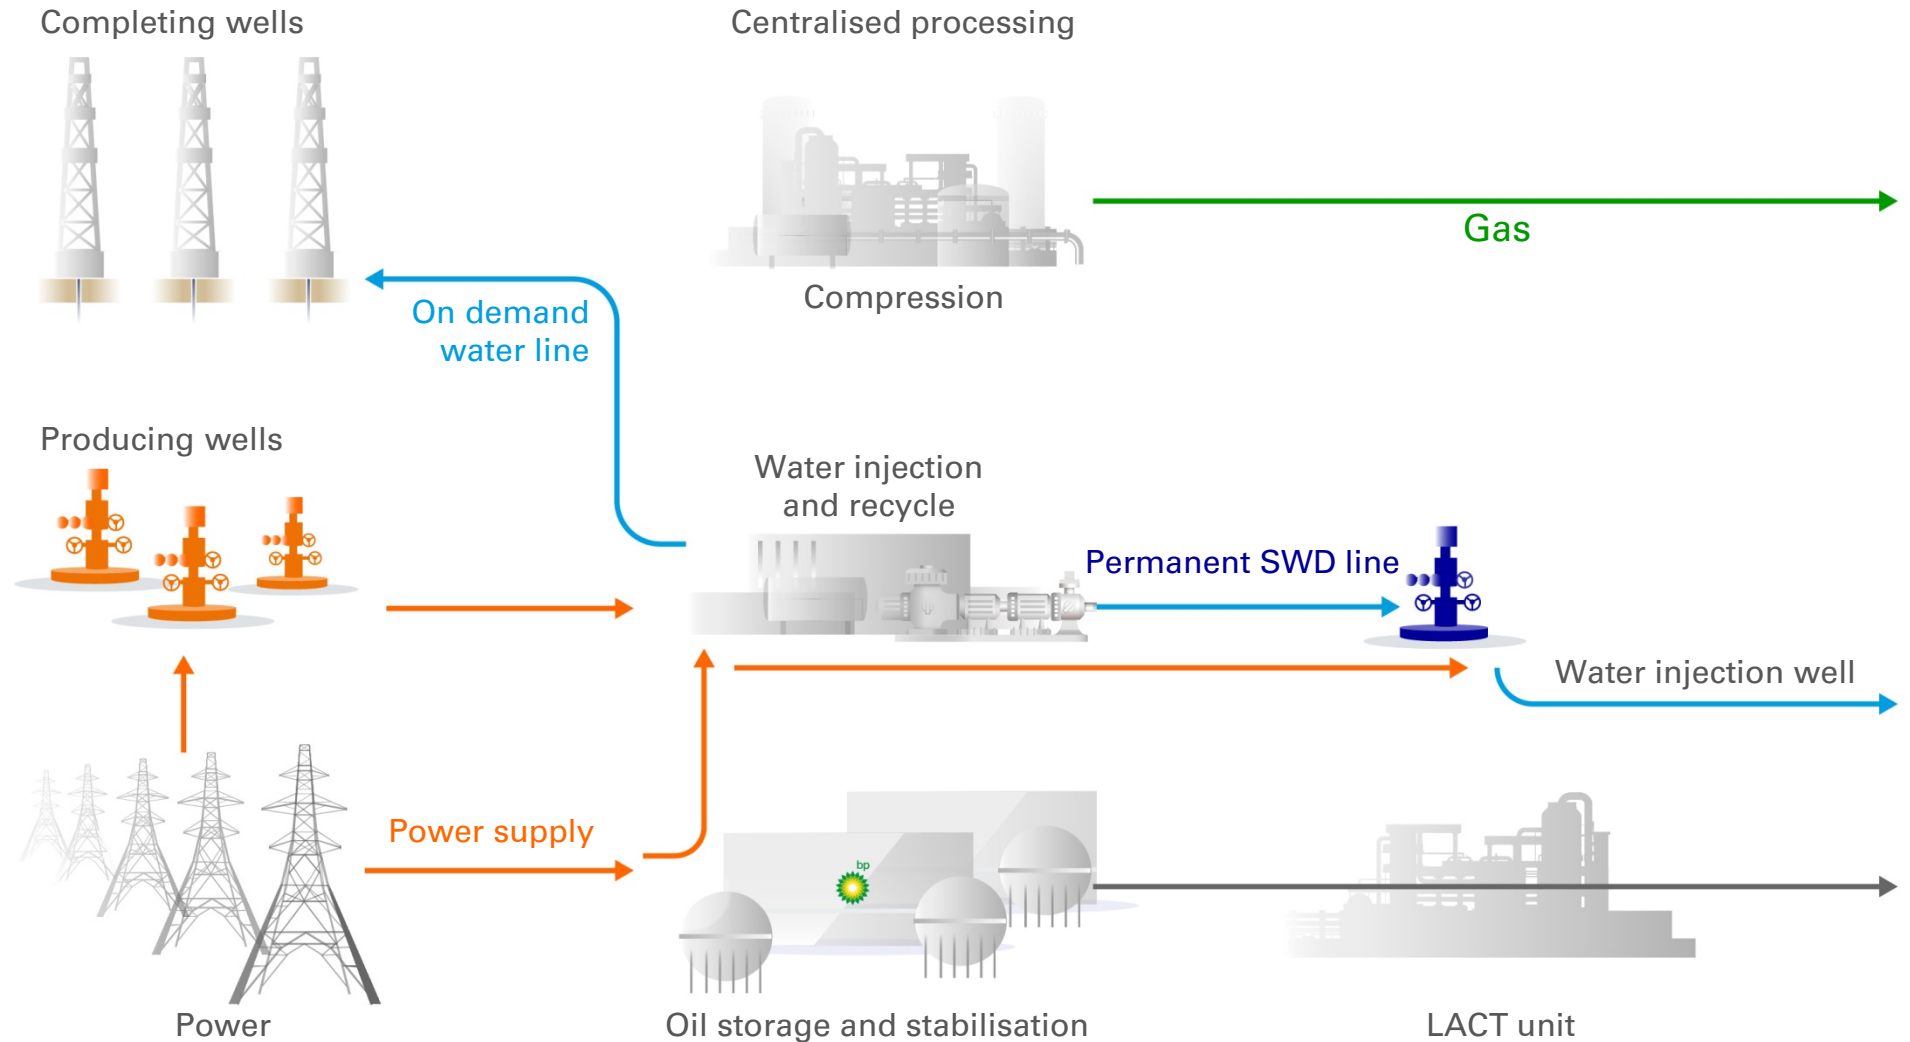 Completing wells
Centralised processing
Gas
Compression
On demand
water line
Producing wells
Water injection
and recycle
Permanent SWD line
Water injection well
Power supply
bp
Power
Oil storage and stabilisation
LACT unit